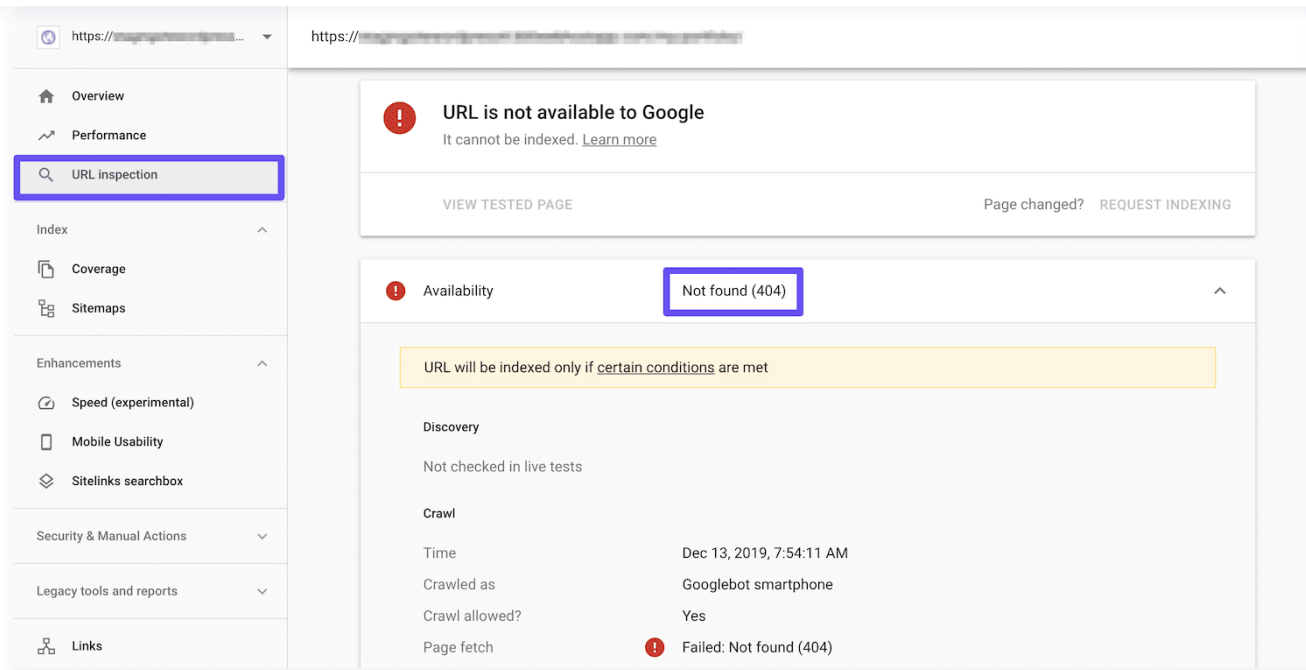 https://
https://
Overview
Performance
URL inspection
Index
Coverage
Sitemaps
Enhancements
Speed (experimental)
Mobile Usability
Sitelinks searchbox
Security & Manual Actions
Legacy tools and reports
Links
URL is not available to Google
It cannot be indexed. Learn more
VIEW TESTED PAGE
Page changed? REQUEST INDEXING
Availability Not found (404)
URL will be indexed only if certain conditions are met
Discovery
Not checked in live tests
Crawl
Time Dec 13, 2019, 7:54:11 AM
Crawled as Googlebot smartphone
Crawl allowed? Yes
Page fetch Failed: Not found (404)